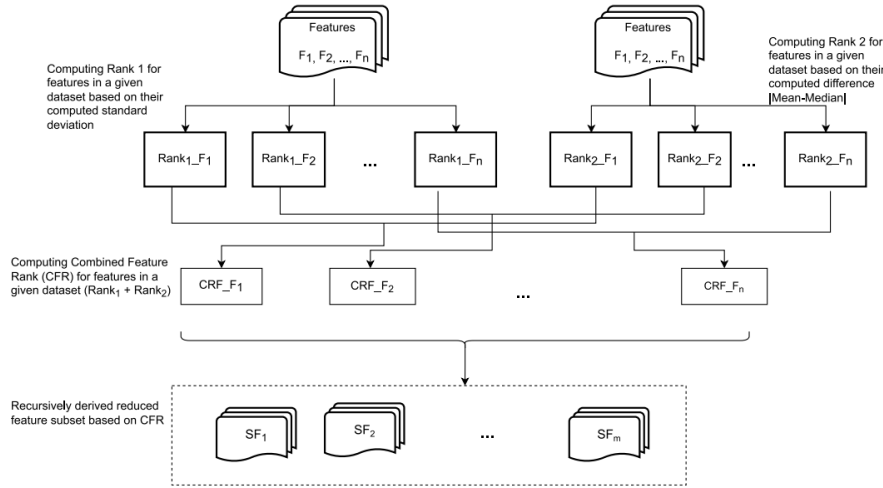 Features
F1, F2, ..., Fn
Features
F1, F2, ..., Fn
Computing Rank 1 for
features in a given
dataset based on their
computed standard
deviation
Computing Rank 2 for
features in a given
dataset based on their
computed difference
|Mean-Median|
Rank1_F1
Rank1_F2
...
Rank1_Fn
Rank2_F1
Rank2_F2
...
Rank2_Fn
Computing Combined Feature
Rank (CFR) for features in a
given dataset (Rank1 + Rank2)
CRF_F1
CRF_F2
...
CRF_Fn
Recursively derived reduced
feature subset based on CFR
SF1
SF2
...
SFm